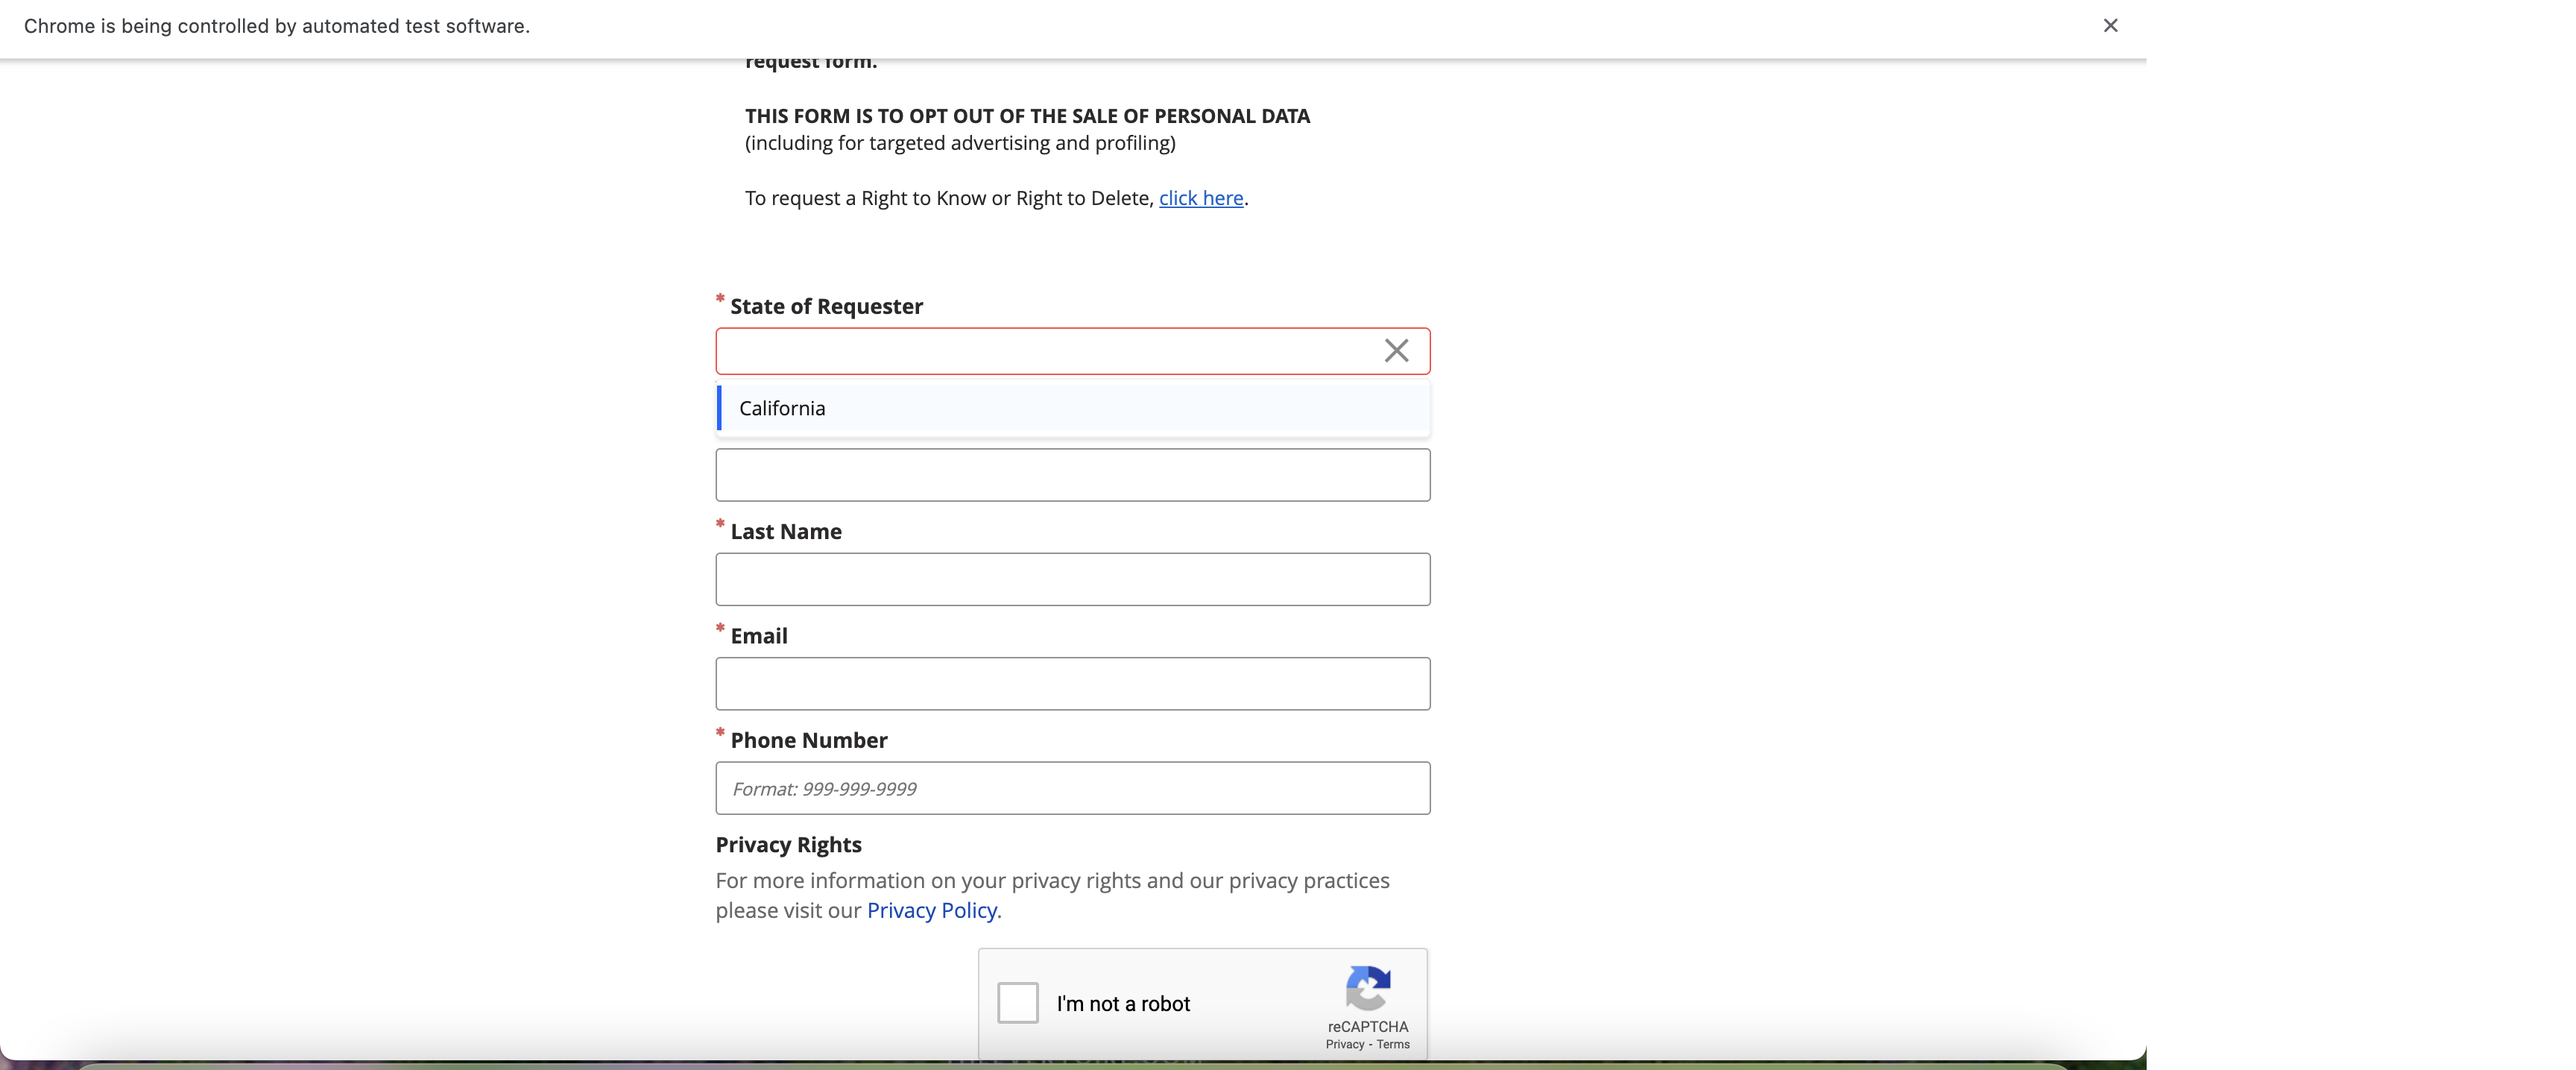 Chrome is being controlled by automated test software.
request form.
THIS FORM IS TO OPT OUT OF THE SALE OF PERSONAL DATA
(including for targeted advertising and profiling)
To request a Right to Know or Right to Delete, click here.
* State of Requester
California
* Last Name
* Email
* Phone Number
Format: 999-999-9999
Privacy Rights
For more information on your privacy rights and our privacy practices
please visit our Privacy Policy.
I'm not a robot
reCAPTCHA
Privacy - Terms